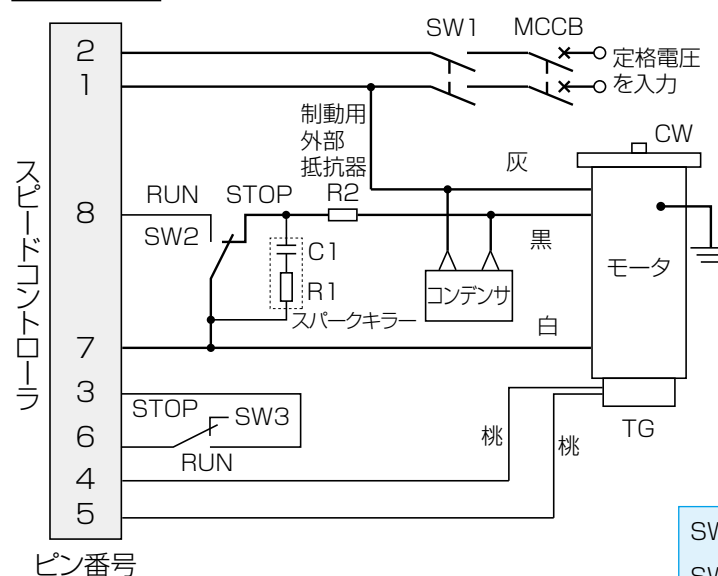 SW1 MCCB
2
1
定格電圧
を入力
制動用
外部
抵抗器
R2
灰
CW
スピードコントローラ
8
RUN STOP
SW2
C1
R1
スパークキラー
黒
コンデンサ
モータ
白
7
3
STOP
SW3
6
RUN
桃
桃
TG
4
5
ピン番号